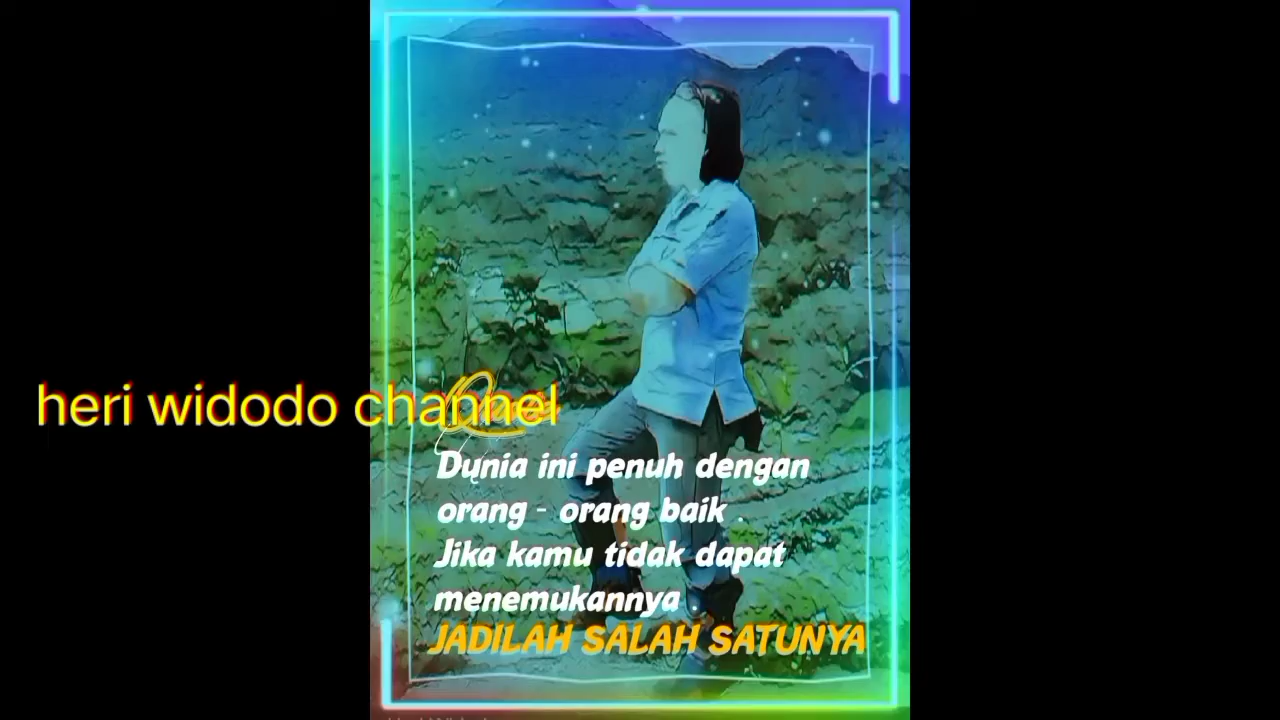 heri widodo channel
Dunia ini penuh dengan
orang - orang baik .
Jika kamu tidak dapat
menemukannya .
JADILAH SALAH SATUNYA